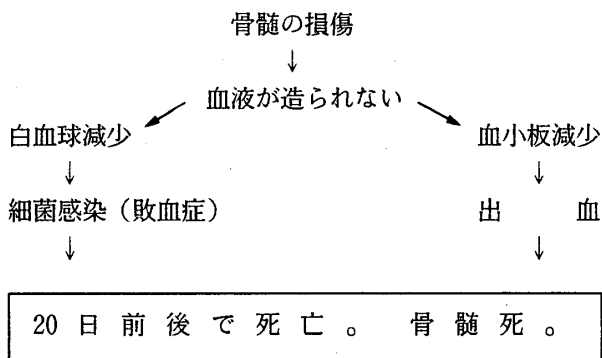 骨髄の損傷
↓
血液が造られない
白血球減少 血小板減少
↓ ↓
細菌感染（敗血症） 出血
↓ ↓
20日前後で死亡。 骨髄死。